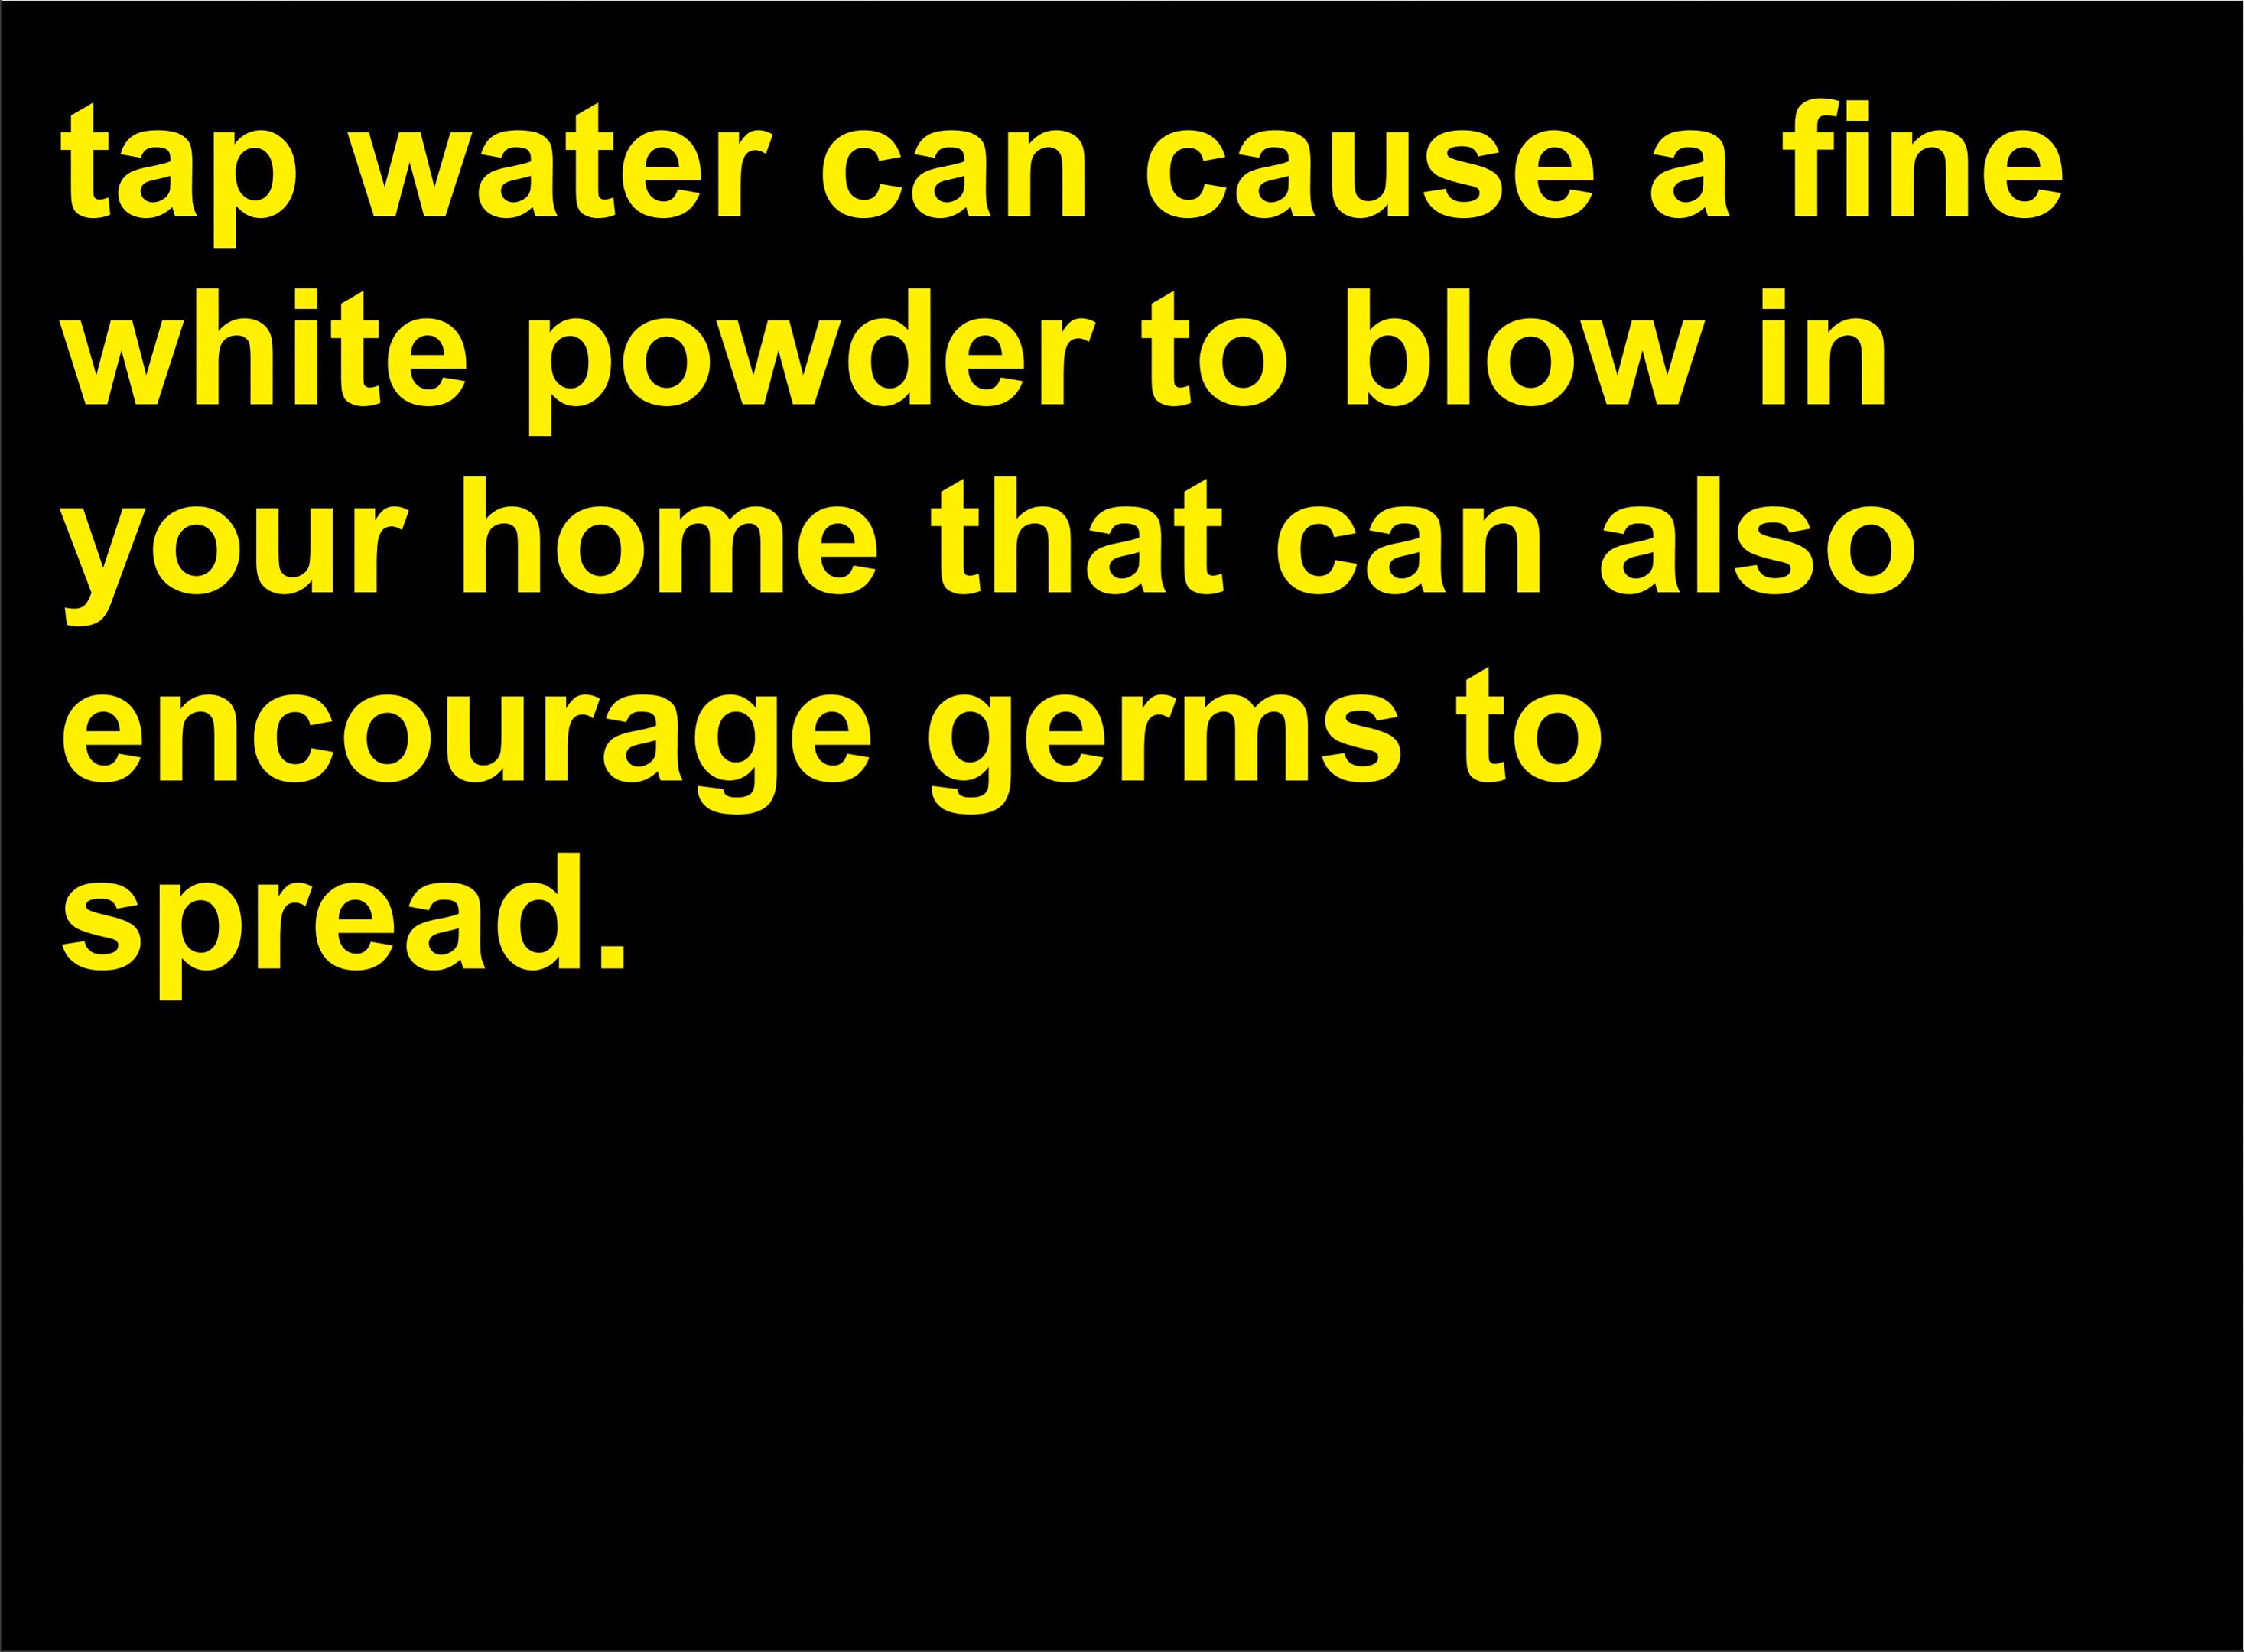 tap water can cause a fine
white powder to blow in
your home that can also
encourage germs to
spread.